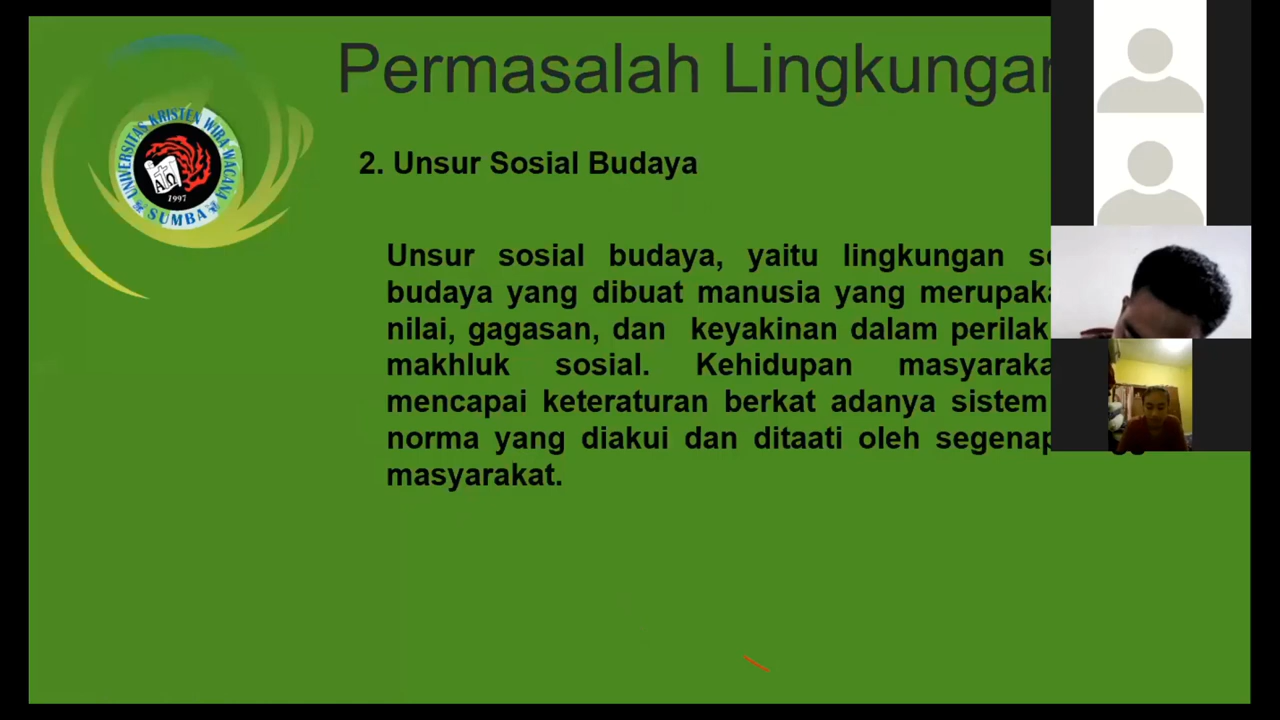 Permasalah Lingkungan
2. Unsur Sosial Budaya
Unsur sosial budaya, yaitu lingkungan
budaya yang dibuat manusia yang
nilai, gagasan, dan keyakinan dalam
makhluk sosial. Kehidupan
mencapai keteraturan berkat adanya sistem
norma yang diakui dan ditaati oleh segenap
masyarakat.
UNIVERSITAS KRISTEN WIRA WACANA
SUMBA
ΑΩ
1997